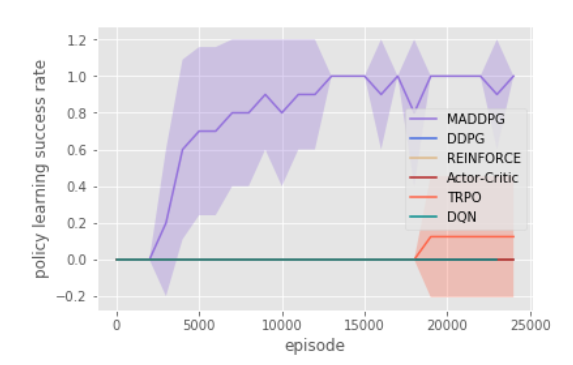 1.2
1.0
0.8
0.6
0.4
0.2
0.0
−0.2
policy learning success rate
MADDPG
DDPG
REINFORCE
Actor-Critic
TRPO
DQN
0 5000 10000 15000 20000 25000
episode